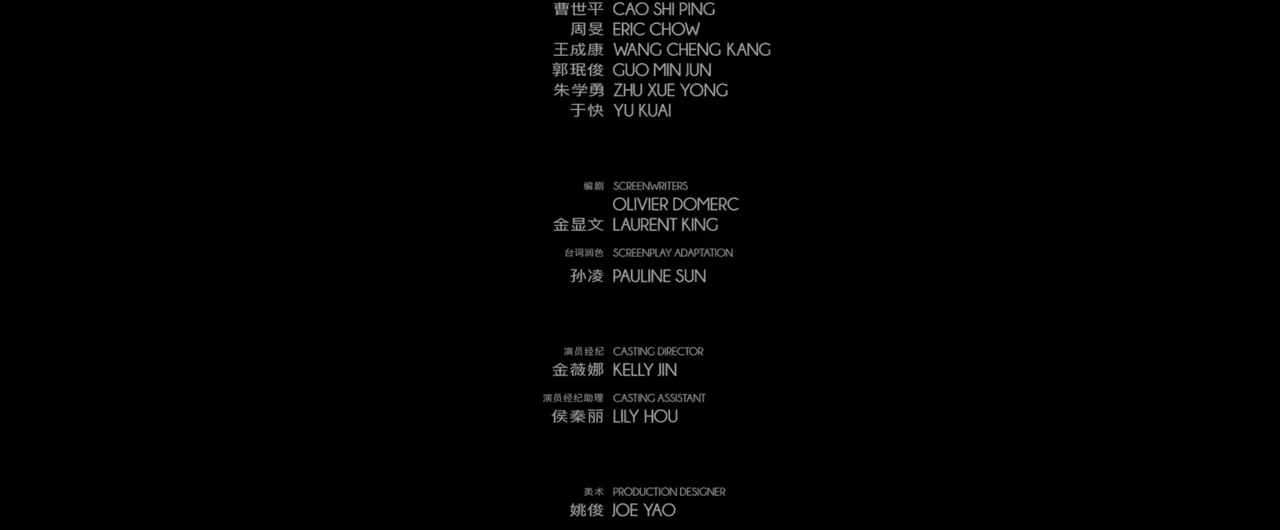 曹世平 CAO SHI PING
周旻 ERIC CHOW
王成康 WANG CHENG KANG
郭珉俊 GUO MIN JUN
朱学勇 ZHU XUE YONG
于快 YU KUAI
编剧 SCREENWRITERS
OLIVIER DOMERC
金显文 LAURENT KING
台词润色 SCREENPLAY ADAPTATION
孙凌 PAULINE SUN
演员经纪 CASTING DIRECTOR
金薇娜 KELLY JIN
演员经纪助理 CASTING ASSISTANT
侯秦丽 LILY HOU
美术 PRODUCTION DESIGNER
姚俊 JOE YAO